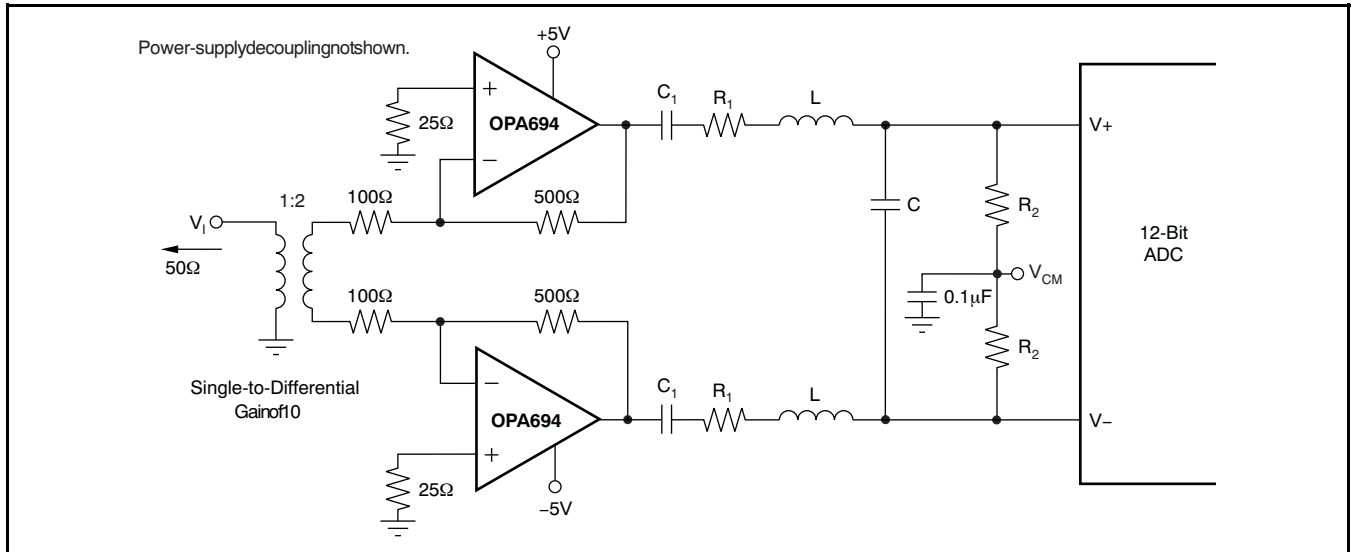 Power-supplydecouplingnotshown.
+5V
+
25Ω
OPA694
−
C1
R1
L
V+
1:2
100Ω
500Ω
VI
50Ω
C
R2
12-Bit
ADC
VCM
0.1µF
100Ω
500Ω
R2
Single-to-Differential
Gainof10
−
OPA694
+
C1
R1
L
V−
25Ω
−5V